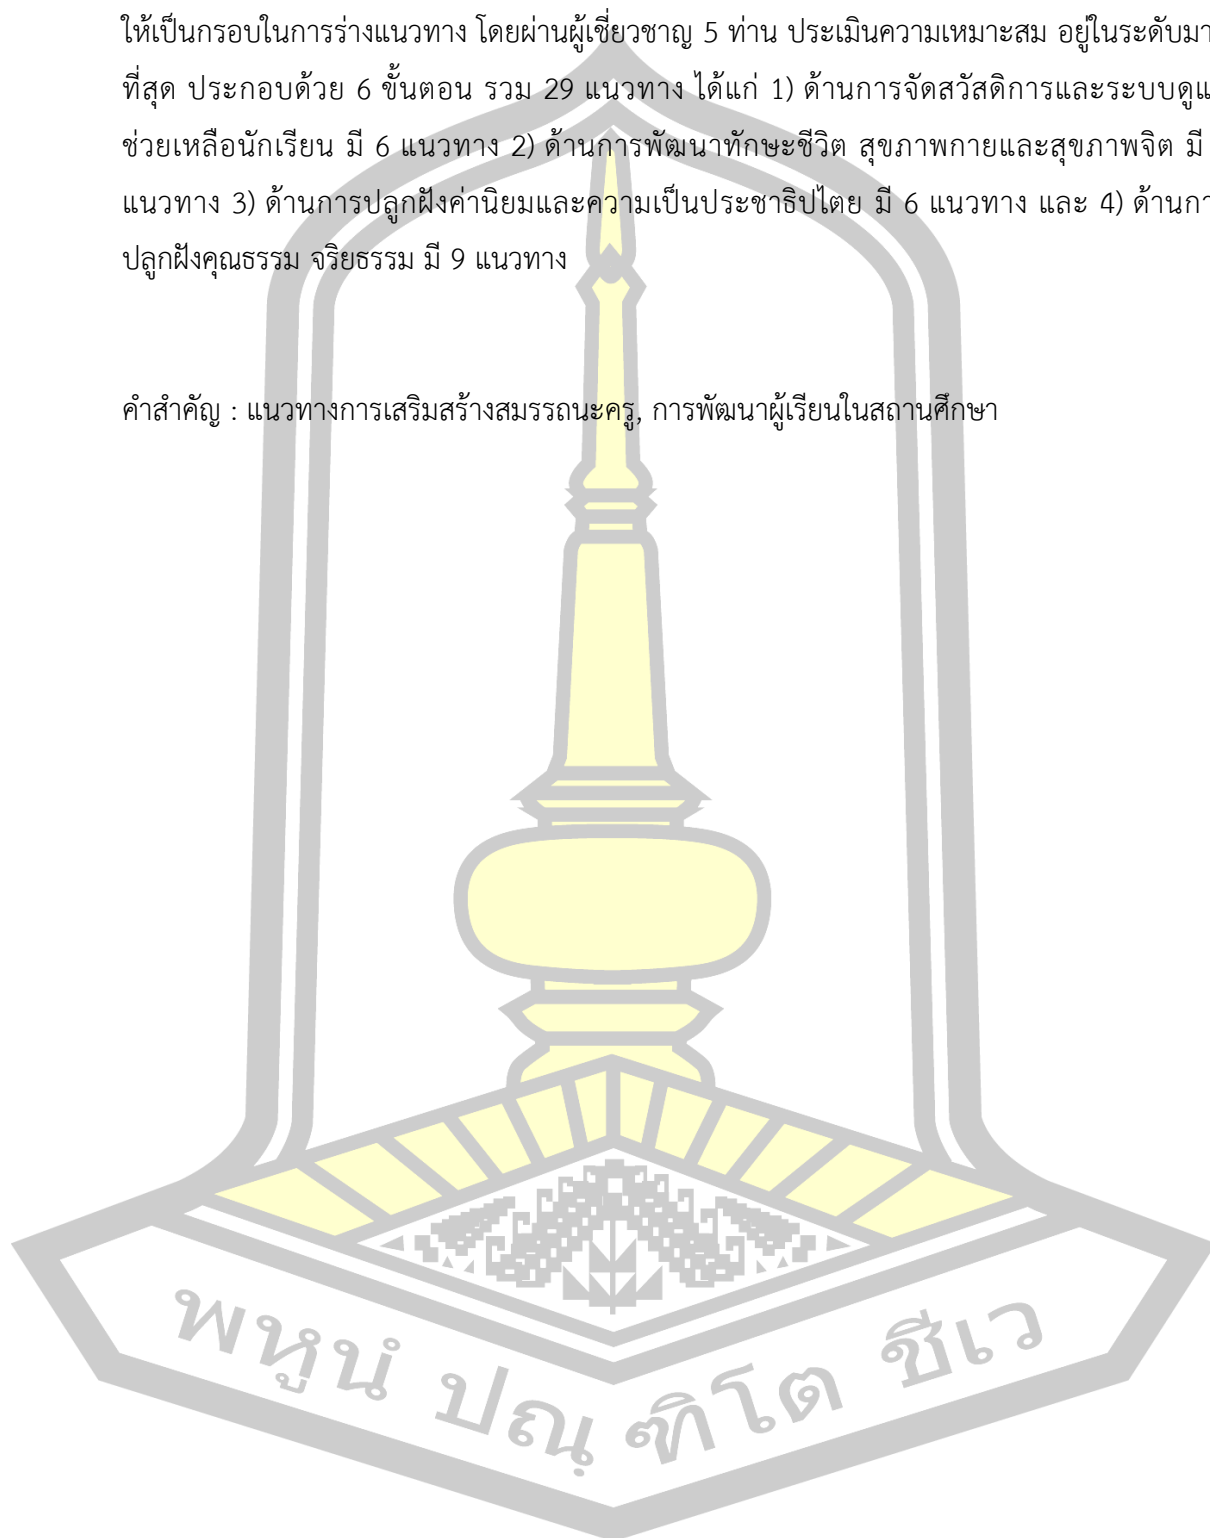 ให้เป็นกรอบในการร่างแนวทาง โดยผ่านผู้เชี่ยวชาญ 5 ท่าน ประเมินความเหมาะสม อยู่ในระดับมา
ที่สุด ประกอบด้วย 6 ขั้นตอน รวม 29 แนวทาง ได้แก่ 1) ด้านการจัดสวัสดิการและระบบดูแ
ช่วยเหลือนักเรียน มี 6 แนวทาง 2) ด้านการพัฒนาทักษะชีวิต สุขภาพกายและสุขภาพจิต มี
แนวทาง 3) ด้านการปลูกฝังค่านิยมและความเป็นประชาธิปไตย มี 6 แนวทาง และ 4) ด้านกา
ปลูกฝังคุณธรรม จริยธรรม มี 9 แนวทาง
คำสำคัญ : แนวทางการเสริมสร้างสมรรถนะครู, การพัฒนาผู้เรียนในสถานศึกษา
พหูนํ ปณฺ ฑิโต ชีเว